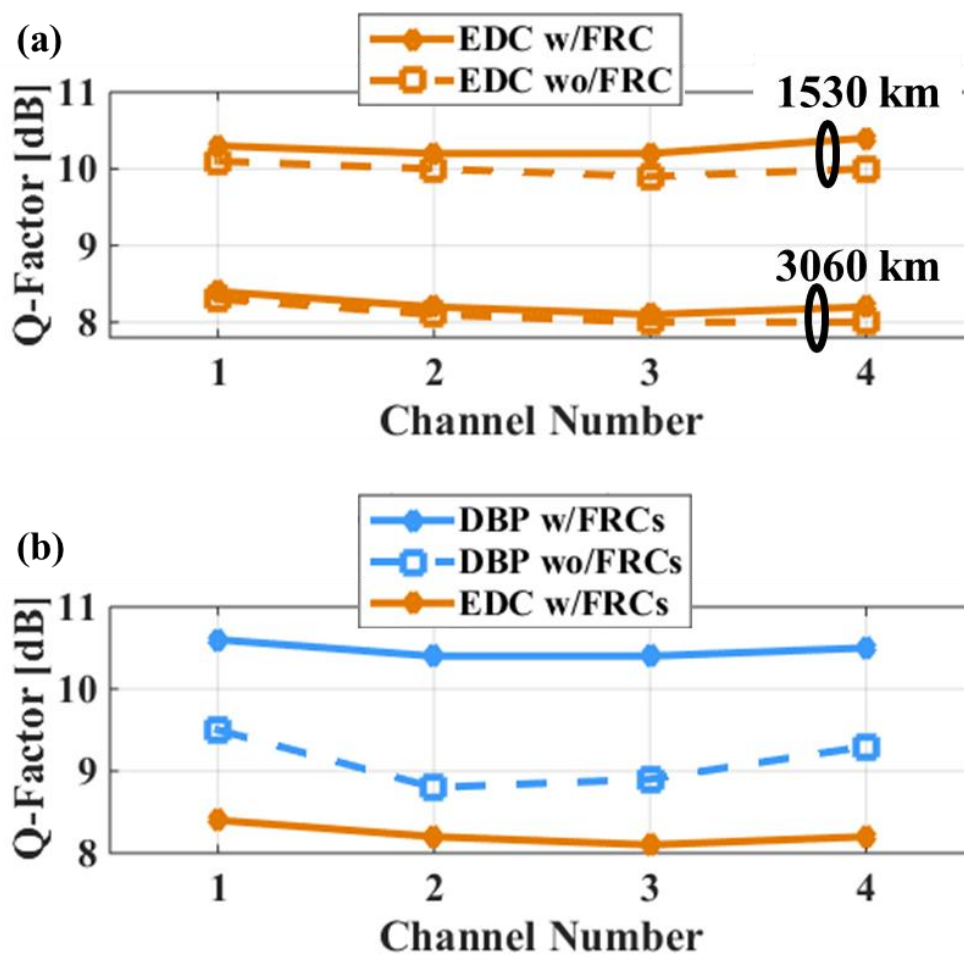 (a)
EDC w/FRC
EDC wo/FRC
1530 km
3060 km
Q-Factor [dB]
11
10
9
8
1 2 3 4
Channel Number
(b)
DBP w/FRCs
DBP wo/FRCs
EDC w/FRCs
Q-Factor [dB]
11
10
9
8
1 2 3 4
Channel Number